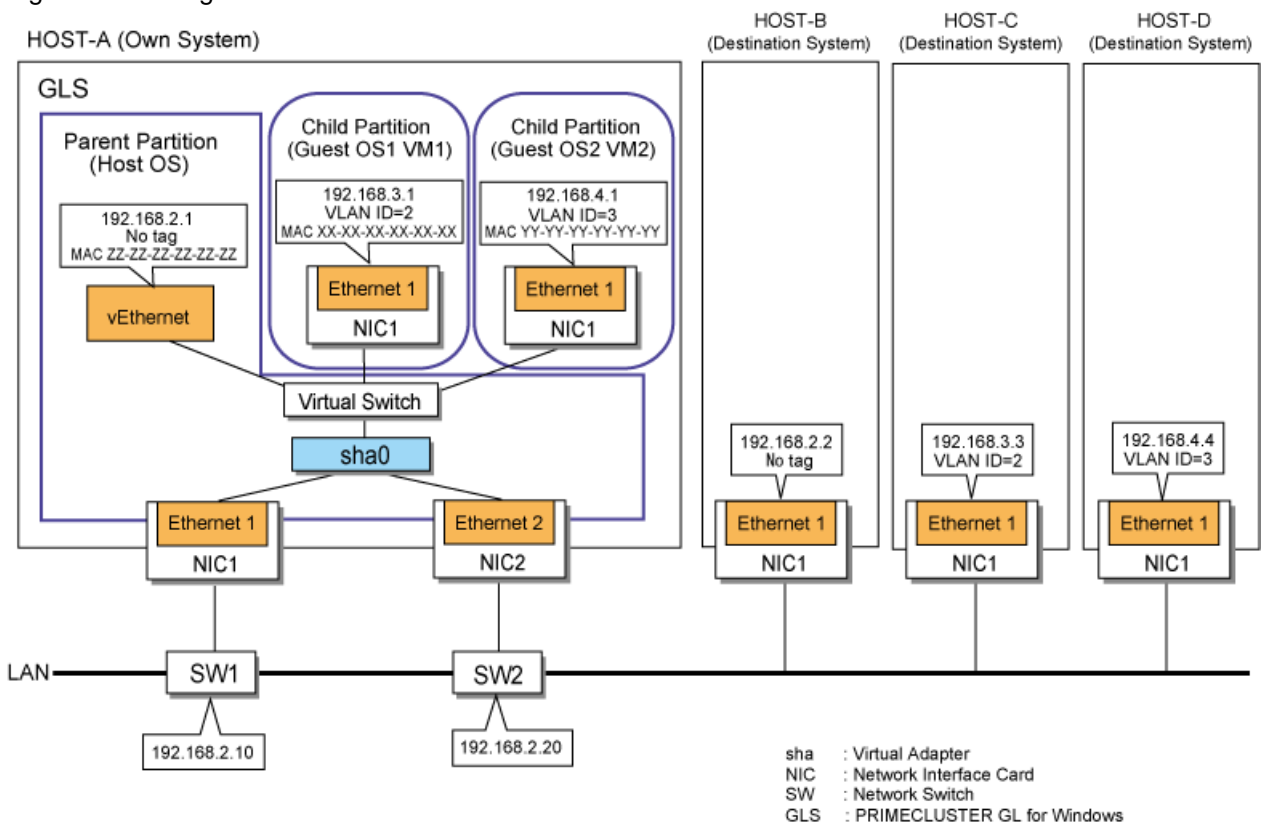 HOST-A (Own System)
GLS
Parent Partition
(Host OS)
192.168.2.1
No tag
MAC ZZ-ZZ-ZZ-ZZ-ZZ-ZZ
vEthernet
Child Partition
(Guest OS1 VM1)
192.168.3.1
VLAN ID=2
MAC XX-XX-XX-XX-XX-XX
Ethernet 1
NIC1
Child Partition
(Guest OS2 VM2)
192.168.4.1
VLAN ID=3
MAC YY-YY-YY-YY-YY-YY
Ethernet 1
NIC1
Virtual Switch
sha0
Ethernet 1
NIC1
Ethernet 2
NIC2
HOST-B
(Destination System)
192.168.2.2
No tag
Ethernet 1
NIC1
HOST-C
(Destination System)
192.168.3.3
VLAN ID=2
Ethernet 1
NIC1
HOST-D
(Destination System)
192.168.4.4
VLAN ID=3
Ethernet 1
NIC1
LAN
SW1
SW2
192.168.2.10
192.168.2.20
sha : Virtual Adapter
NIC : Network Interface Card
SW : Network Switch
GLS : PRIMECLUSTER GL for Windows